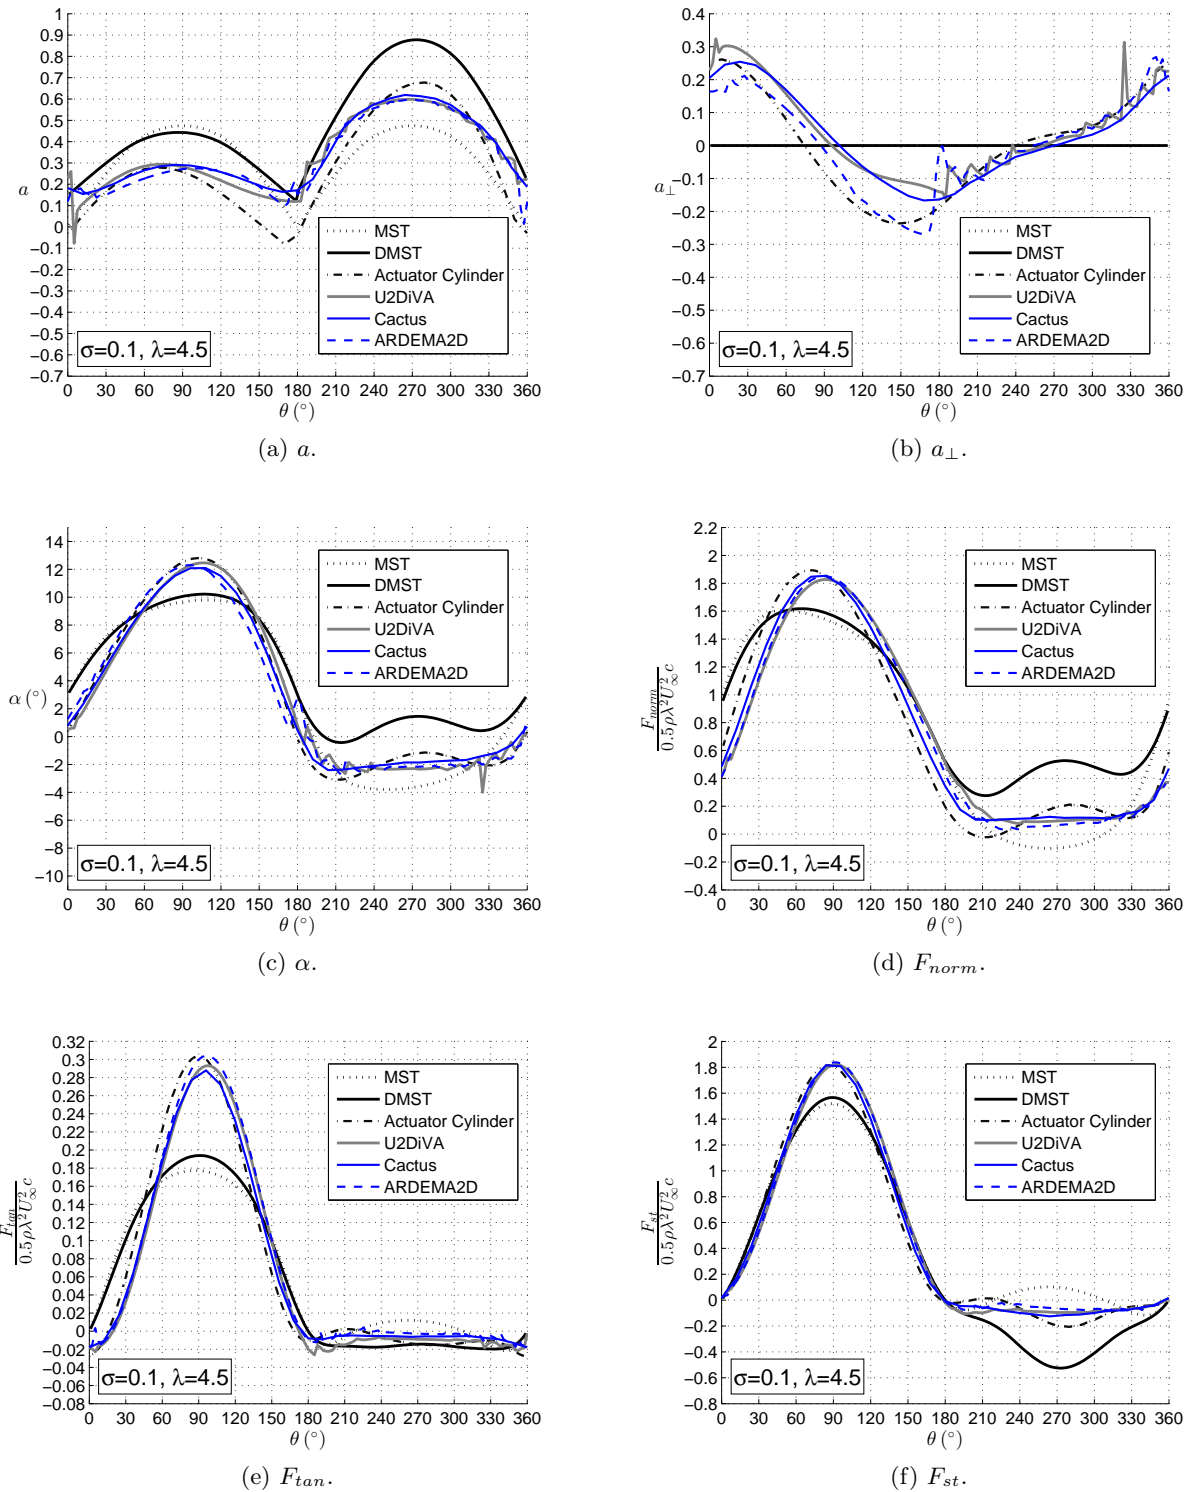 1
0.9
0.8
0.7
0.6
0.5
0.4
0.3
0.2
0.1
0
−0.1
0.1
0.2
0.3
0.4
0.5
−0.6
−0.7
a
0 30 60 90 120 150 180 210 240 270 300 330 360
θ (°)
MST
DMST
Actuator Cylinder
U2DiVA
Cactus
ARDEMA2D
σ=0.1, λ=4.5
(a) a.
0.4
0.3
0.2
0.1
0
−0.1
−0.2
−0.3
−0.4
−0.5
−0.6
−0.7
a⊥
0 30 60 90 120 150 180 210 240 270 300 330 360
θ (°)
MST
DMST
Actuator Cylinder
U2DiVA
Cactus
ARDEMA2D
σ=0.1, λ=4.5
(b) a⊥.
14
12
10
8
6
4
2
0
−2
−4
−6
−8
−10
α (°)
0 30 60 90 120 150 180 210 240 270 300 330 360
θ (°)
MST
DMST
Actuator Cylinder
U2DiVA
Cactus
ARDEMA2D
σ=0.1, λ=4.5
(c) α.
2.2
2
1.8
1.6
1.4
1.2
1
0.8
0.6
0.4
0.2
0
−0.2
−0.4
F_norm / 0.5ρλ²U²∞c
0 30 60 90 120 150 180 210 240 270 300 330 360
θ (°)
MST
DMST
Actuator Cylinder
U2DiVA
Cactus
ARDEMA2D
σ=0.1, λ=4.5
(d) F_norm.
0.32
0.3
0.28
0.26
0.24
0.22
0.2
0.18
0.16
0.14
0.12
0.1
0.08
0.06
0.04
0.02
0
−0.02
−0.04
−0.06
−0.08
F_tan / 0.5ρλ²U²∞c
0 30 60 90 120 150 180 210 240 270 300 330 360
θ (°)
MST
DMST
Actuator Cylinder
U2DiVA
Cactus
ARDEMA2D
σ=0.1, λ=4.5
(e) F_tan.
2
1.8
1.6
1.4
1.2
1
0.8
0.6
0.4
0.2
0
−0.2
−0.4
−0.6
−0.8
F_st / 0.5ρλ²U²∞c
0 30 60 90 120 150 180 210 240 270 300 330 360
θ (°)
MST
DMST
Actuator Cylinder
U2DiVA
Cactus
ARDEMA2D
σ=0.1, λ=4.5
(f) F_st.